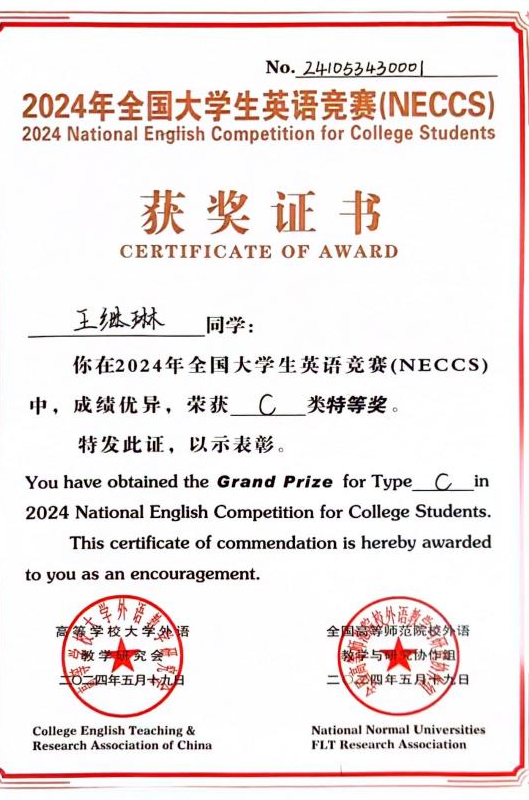 No. 241053430001
2024年全国大学生英语竞赛(NECCS)
2024 National English Competition for College Students
获奖证书
CERTIFICATE OF AWARD
王继琳 同学：
你在2024年全国大学生英语竞赛(NECCS)
中，成绩优异，荣获 C 类特等奖。
特发此证，以示表彰。
You have obtained the Grand Prize for Type C in
2024 National English Competition for College Students.
This certificate of commendation is hereby awarded
to you as an encouragement.
高等学校大学外语
教学研究会
二〇二四年五月十九日
College English Teaching &
Research Association of China
全国高等师范院校外语
教学与研究协作组
二〇二四年五月十九日
National Normal Universities
FLT Research Association